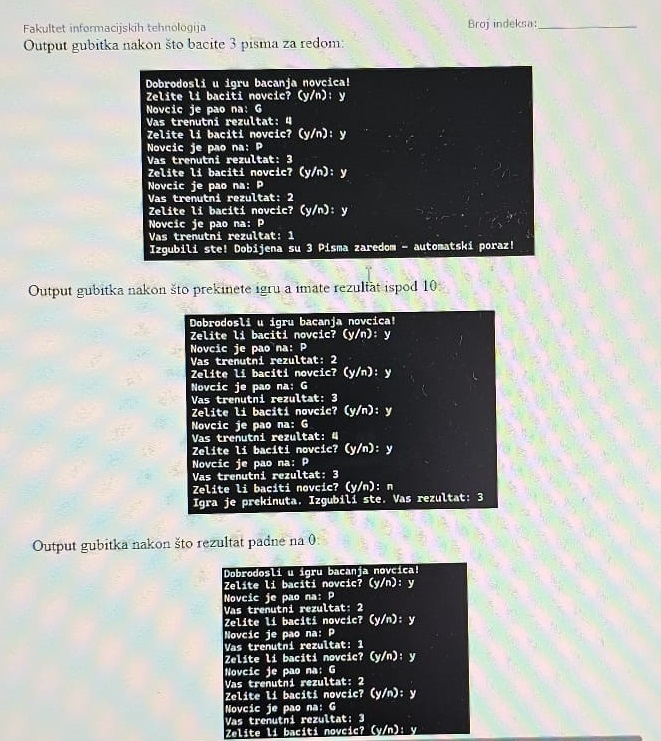 Fakultet informacijskih tehnologija
Broj indeksa:
Output gubitka nakon što bacite 3 pisma za redom:
Dobrodosli u igru bacanja novcica!
Zelite li baciti novcic? (y/n): y
Novcic je pao na: G
Vas trenutni rezultat: 4
Zelite li baciti novcic? (y/n): y
Novcic je pao na: P
Vas trenutni rezultat: 3
Zelite li baciti novcic? (y/n): y
Novcic je pao na: P
Vas trenutni rezultat: 2
Zelite li baciti novcic? (y/n): y
Novcic je pao na: P
Vas trenutni rezultat: 1
Izgubili ste! Dobijena su 3 Pisma zaredom - automatski poraz!
Output gubitka nakon što prekinete igru a imate rezultat ispod 10:
Dobrodosli u igru bacanja novcica!
Zelite li baciti novcic? (y/n): y
Novcic je pao na: P
Vas trenutni rezultat: 2
Zelite li baciti novcic? (y/n): y
Novcic je pao na: G
Vas trenutni rezultat: 3
Zelite li baciti novcic? (y/n): y
Novcic je pao na: G
Vas trenutni rezultat: 4
Zelite li baciti novcic? (y/n): y
Novcic je pao na: P
Vas trenutni rezultat: 3
Zelite li baciti novcic? (y/n): n
Igra je prekinuta. Izgubili ste. Vas rezultat: 3
Output gubitka nakon što rezultat padne na 0:
Dobrodosli u igru bacanja novcica!
Zelite li baciti novcic? (y/n): y
Novcic je pao na: P
Vas trenutni rezultat: 2
Zelite li baciti novcic? (y/n): y
Novcic je pao na: P
Vas trenutni rezultat: 1
Zelite li baciti novcic? (y/n): y
Novcic je pao na: G
Vas trenutni rezultat: 2
Zelite li baciti novcic? (y/n): y
Novcic je pao na: G
Vas trenutni rezultat: 3
Zelite li baciti novcic? (y/n): y